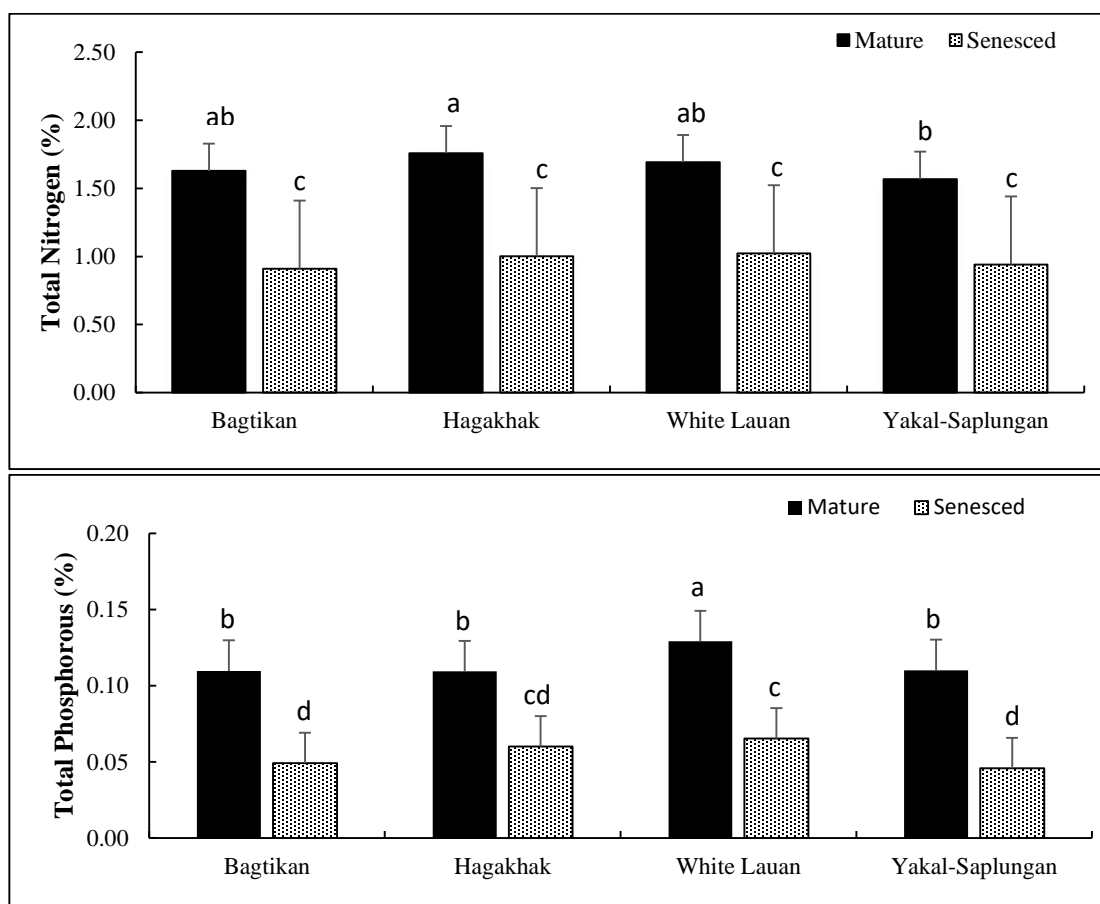 Mature Senesced
2.50
2.00
1.50
1.00
0.50
0.00
Total Nitrogen (%)
ab c a c ab c b c
Bagtikan Hagakhak White Lauan Yakal-Saplungan
Mature Senesced
0.20
0.15
0.10
0.05
0.00
Total Phosphorous (%)
b d b cd a c b d
Bagtikan Hagakhak White Lauan Yakal-Saplungan